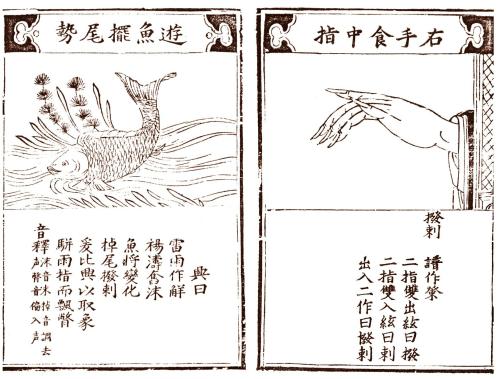 右手食中指
撥剌
譜作
二指雙出絃曰撥
二指雙入絃曰剌
出入二作曰撥剌
遊魚擺尾勢
興曰
雷雨作解
楊濤奮沫
魚將變化
掉尾撥剌
爰比興以取象
駢兩指而飄瞥
音釋
沫音末掉音調去
声瞥音偏入声